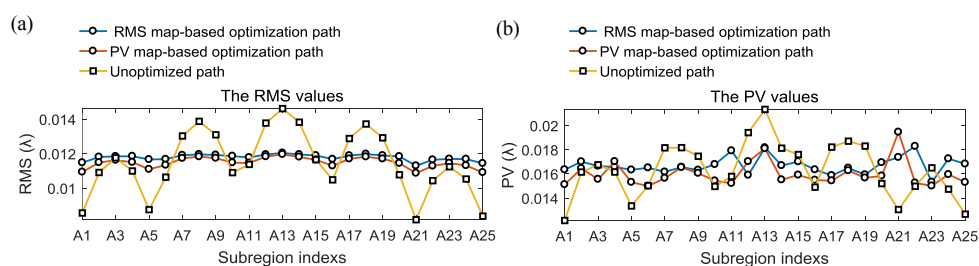 (a)
RMS map-based optimization path
PV map-based optimization path
Unoptimized path
The RMS values
RMS (λ)
0.014
0.012
0.01
A1 A3 A5 A7 A9 A11 A13 A15 A17 A19 A21 A23 A25
Subregion indexs
(b)
RMS map-based optimization path
PV map-based optimization path
Unoptimized path
The PV values
PV (λ)
0.02
0.018
0.016
0.014
A1 A3 A5 A7 A9 A11 A13 A15 A17 A19 A21 A23 A25
Subregion indexs